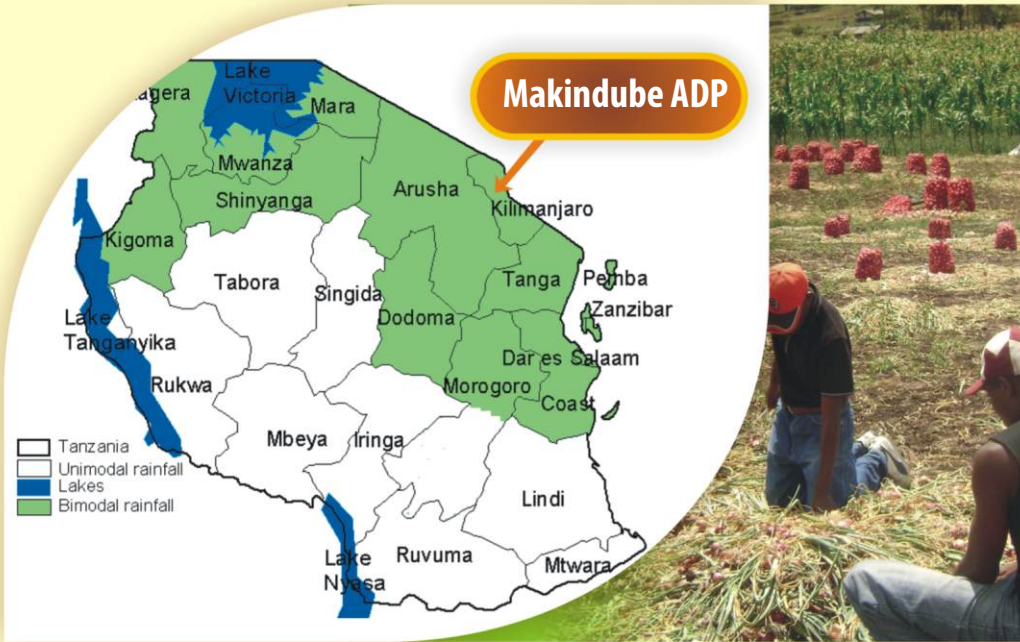 Makindube ADP
Lake
Victoria
agera
Mara
Mwanza
Arusha
Shinyanga
Kilimanjaro
Kigoma
Tabora
Singida
Tanga
Pemba
Zanzibar
Dodoma
Lake
Tanganyika
Dar es Salaam
Rukwa
Morogoro
Coast
Mbeya
Iringa
Lindi
Lake
Nyasa
Ruvuma
Mtwara
Tanzania
Unimodal rainfall
Lakes
Bimodal rainfall